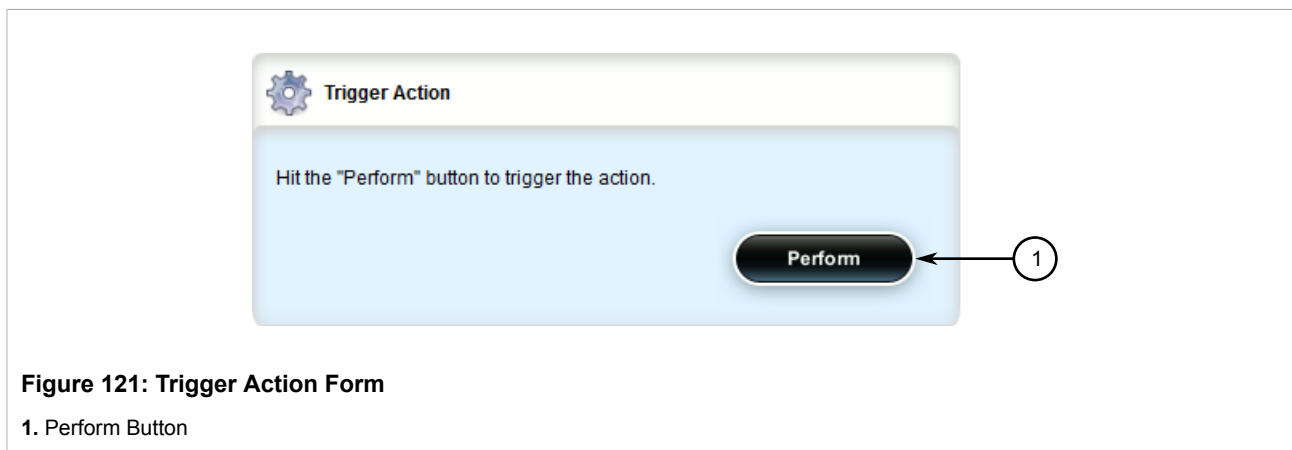 Trigger Action
Hit the "Perform" button to trigger the action.
Perform
1
Figure 121: Trigger Action Form
1. Perform Button